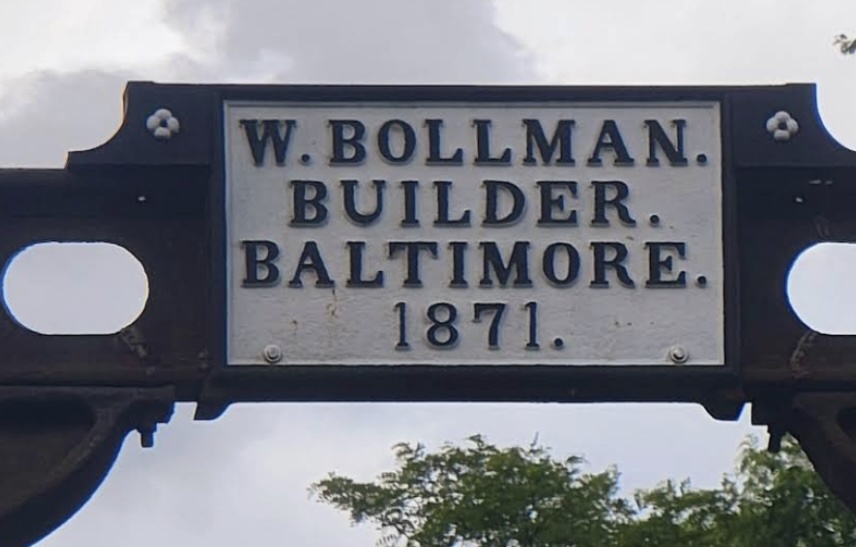 W. BOLLMAN.
BUILDER.
BALTIMORE.
1871.